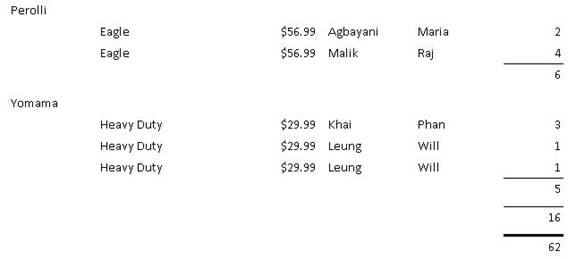 Perolli
Eagle $56.99 Agbayani Maria 2
Eagle $56.99 Malik Raj 4
6
Yomama
Heavy Duty $29.99 Khai Phan 3
Heavy Duty $29.99 Leung Will 1
Heavy Duty $29.99 Leung Will 1
5
16
62